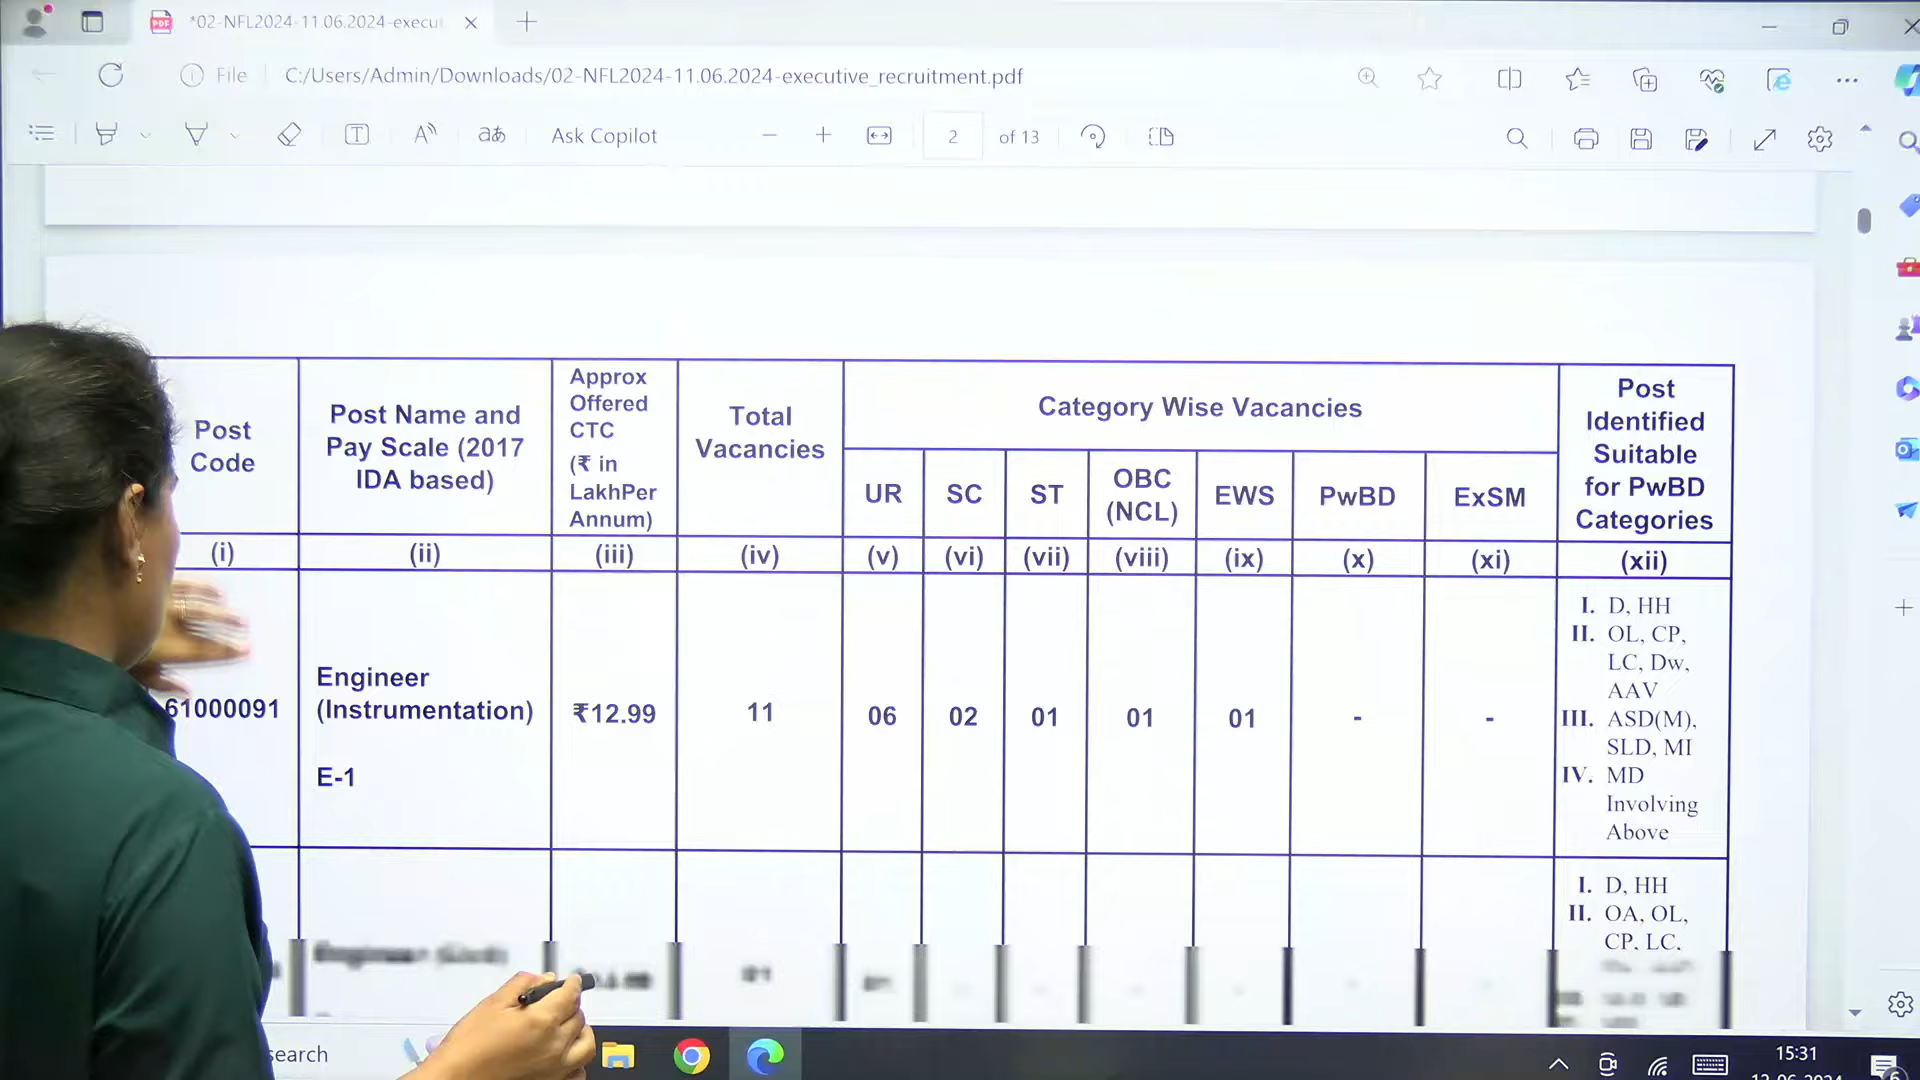 *02-NFL2024-11.06.2024-execut
File
C:/Users/Admin/Downloads/02-NFL2024-11.06.2024-executive_recruitment.pdf
Ask Copilot
2 of 13
Post Code
Post Name and Pay Scale (2017 IDA based)
Approx Offered CTC (₹ in LakhPer Annum)
Total Vacancies
Category Wise Vacancies
Post Identified Suitable for PwBD Categories
UR SC ST OBC (NCL) EWS PwBD ExSM
(i) (ii) (iii) (iv) (v) (vi) (vii) (viii) (ix) (x) (xi) (xii)
61000091
Engineer
(Instrumentation)
E-1
₹12.99 11 06 02 01 01 01 - -
I. D, HH
II. OL, CP,
LC, Dw,
AAV
III. ASD(M),
SLD, MI
IV. MD
Involving
Above
I. D, HH
II. OA, OL,
CP, LC,
01
earch
15:31